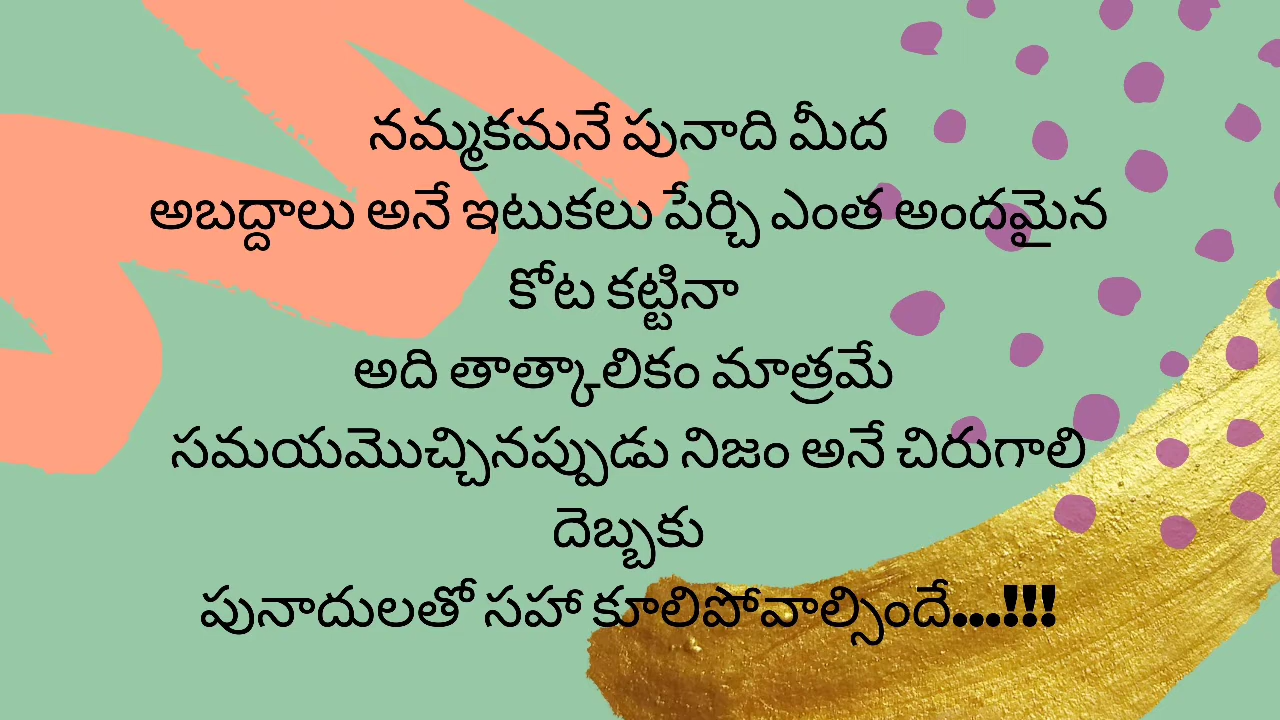 నమ్మకమనే పునాది మీద
అబద్దాలు అనే ఇటుకలు పేర్చి ఎంత అందమైన
కోట కట్టినా
అది తాత్కాలికం మాత్రమే
సమయమొచ్చినప్పుడు నిజం అనే చిరుగాలి
దెబ్బకు
పునాదులతో సహా కూలిపోవాల్సిందే...!!!